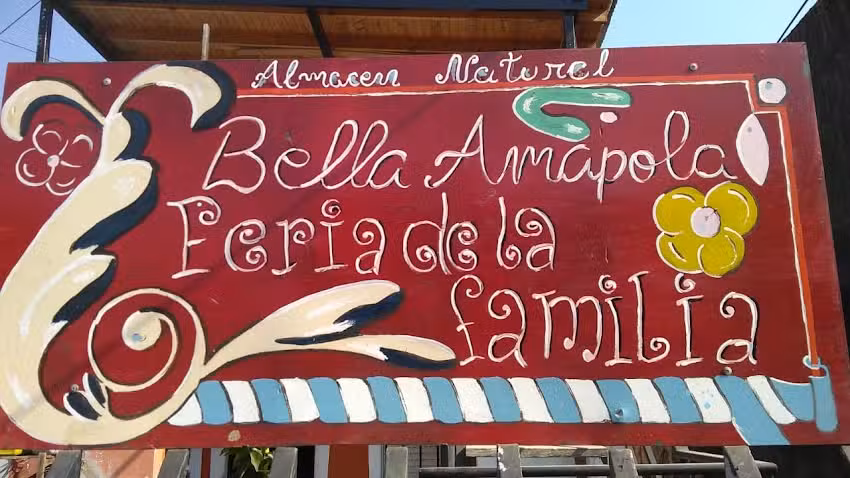 Almacen Natural
Bella Amapola
Feria de la
familia